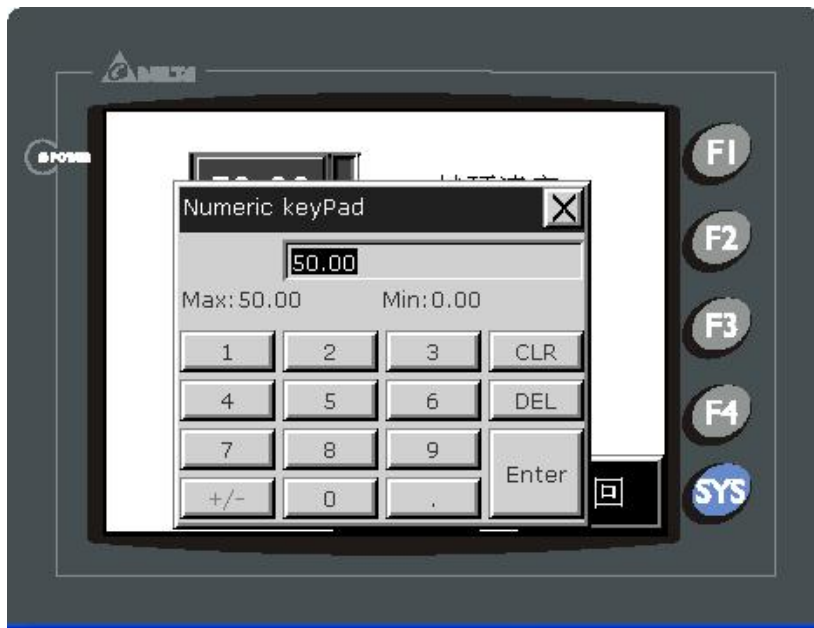 DELTA
POWER
Numeric keyPad
50.00
Max:50.00 Min:0.00
1 2 3 CLR
4 5 6 DEL
7 8 9
Enter
+/- 0 .
回
F1
F2
F3
F4
SYS